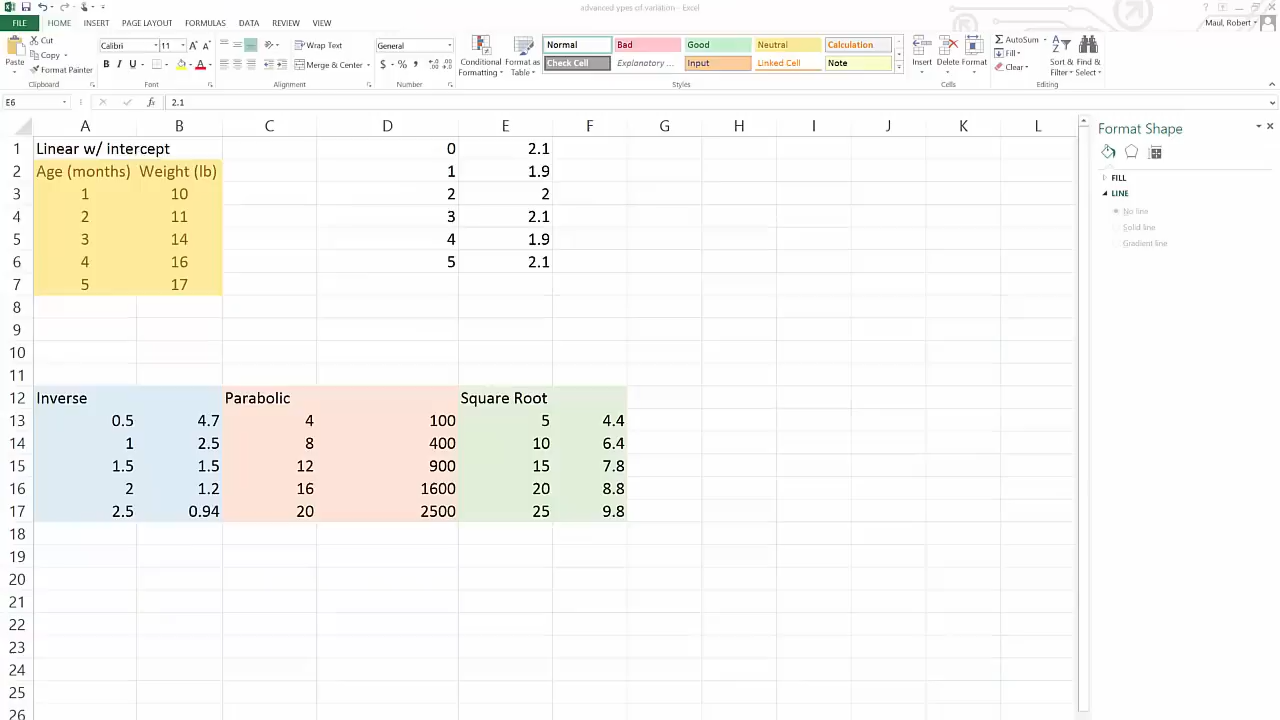 advanced ypes of variation - Excel
Maul, Robert
FILE HOME INSERT PAGE LAYOUT FORMULAS DATA REVIEW VIEW
Paste
Cut
Copy
Format Painter
Clipboard
Calibri 11
B I U
Font
Wrap Text
Merge & Center
Alignment
General
$ % ,
Number
Conditional Formatting
Format as Table
Normal Bad Good Neutral Calculation
Check Cell Explanatory ... Input Linked Cell Note
Styles
Insert Delete Format
Cells
AutoSum
Fill
Clear
Sort & Filter
Find & Select
Editing
E6 fx 2.1
A B C D E F G H I J K L
1 Linear w/ intercept 0 2.1
2 Age (months) Weight (lb) 1 1.9
3 1 10 2 2
4 2 11 3 2.1
5 3 14 4 1.9
6 4 16 5 2.1
7 5 17
8
9
10
11
12 Inverse Parabolic Square Root
13 0.5 4.7 4 100 5 4.4
14 1 2.5 8 400 10 6.4
15 1.5 1.5 12 900 15 7.8
16 2 1.2 16 1600 20 8.8
17 2.5 0.94 20 2500 25 9.8
18
19
20
21
22
23
24
25
26
Format Shape
FILL
LINE
No line
Solid line
Gradient line